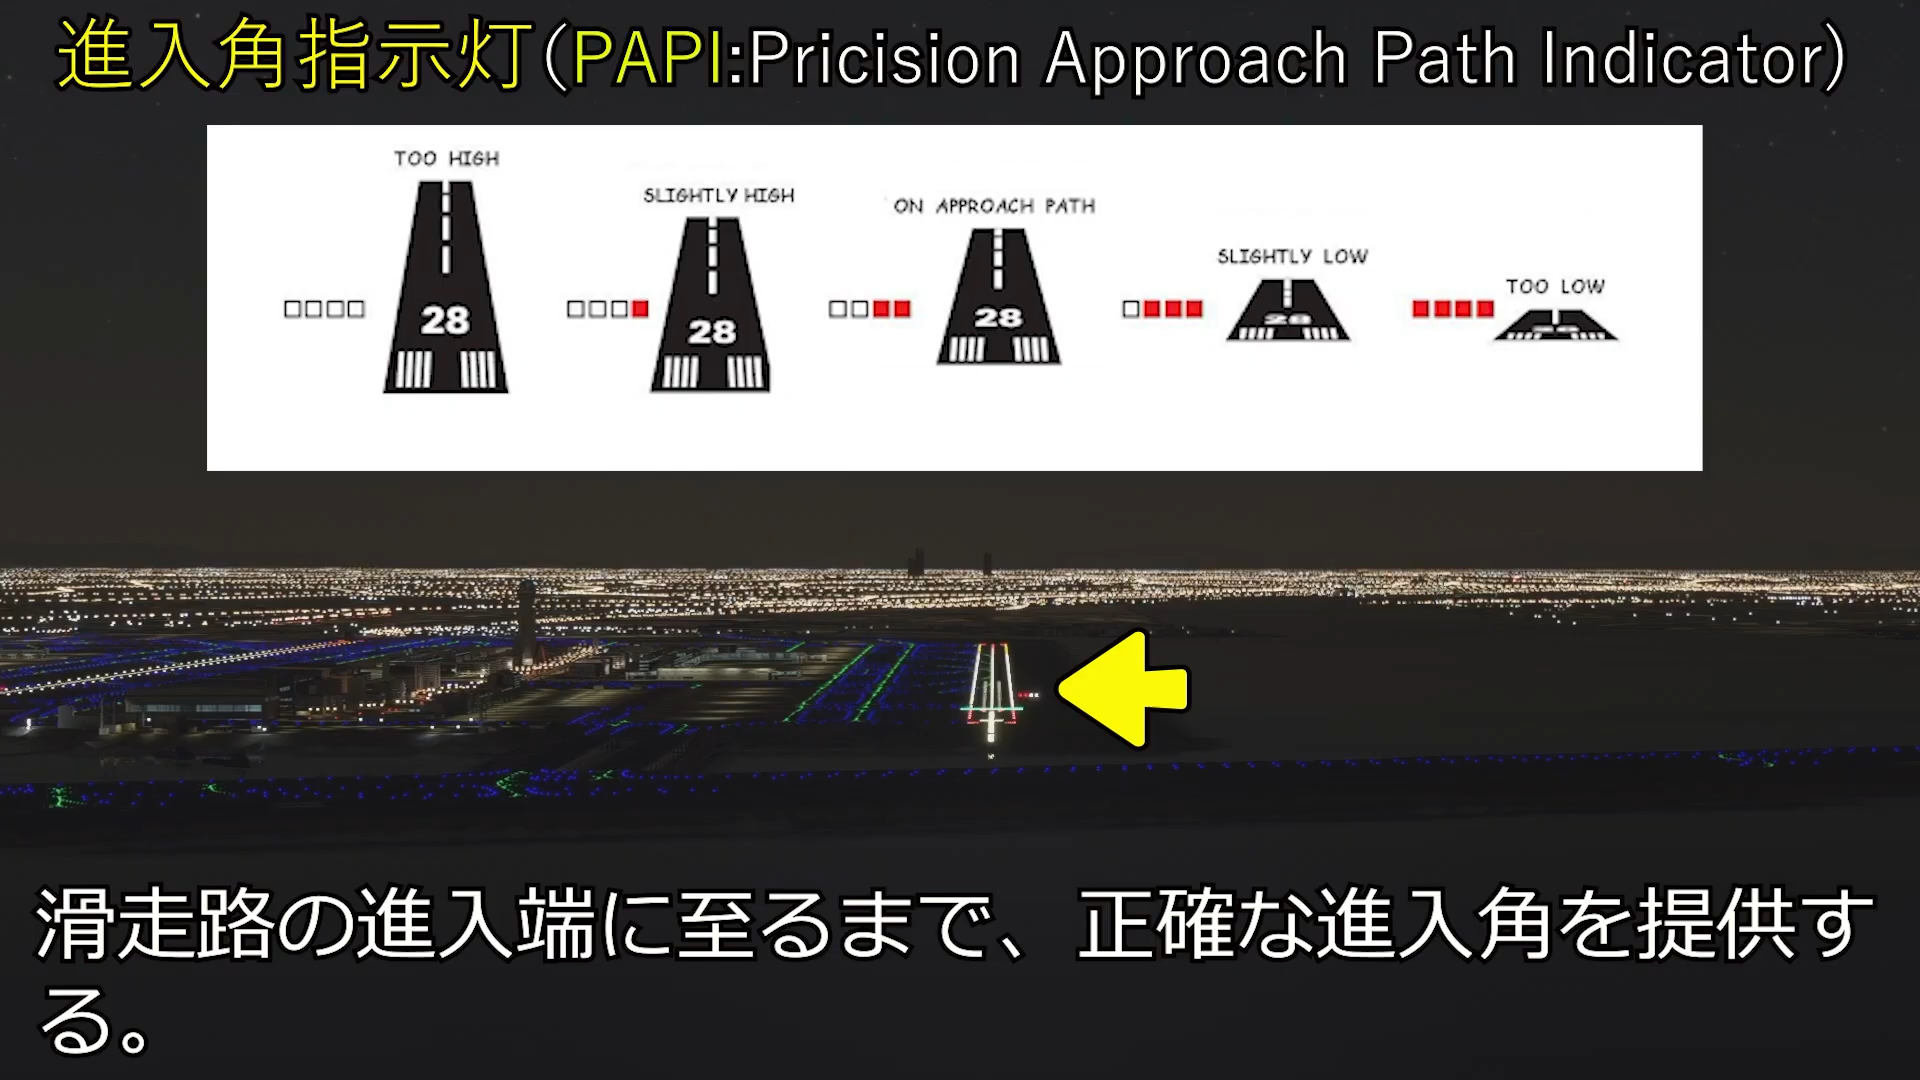 進入角指示灯(PAPI:Pricision Approach Path Indicator)
TOO HIGH
SLIGHTLY HIGH
ON APPROACH PATH
SLIGHTLY LOW
TOO LOW
28
28
28
28
滑走路の進入端に至るまで、正確な進入角を提供す
る。